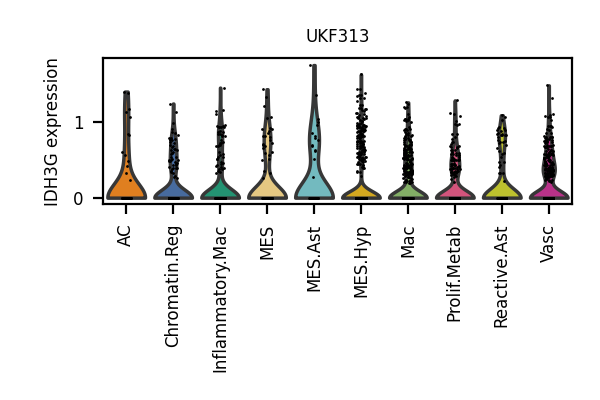 UKF313
IDH3G expression
1
0
AC
Chromatin.Reg
Inflammatory.Mac
MES
MES.Ast
MES.Hyp
Mac
Prolif.Metab
Reactive.Ast
Vasc